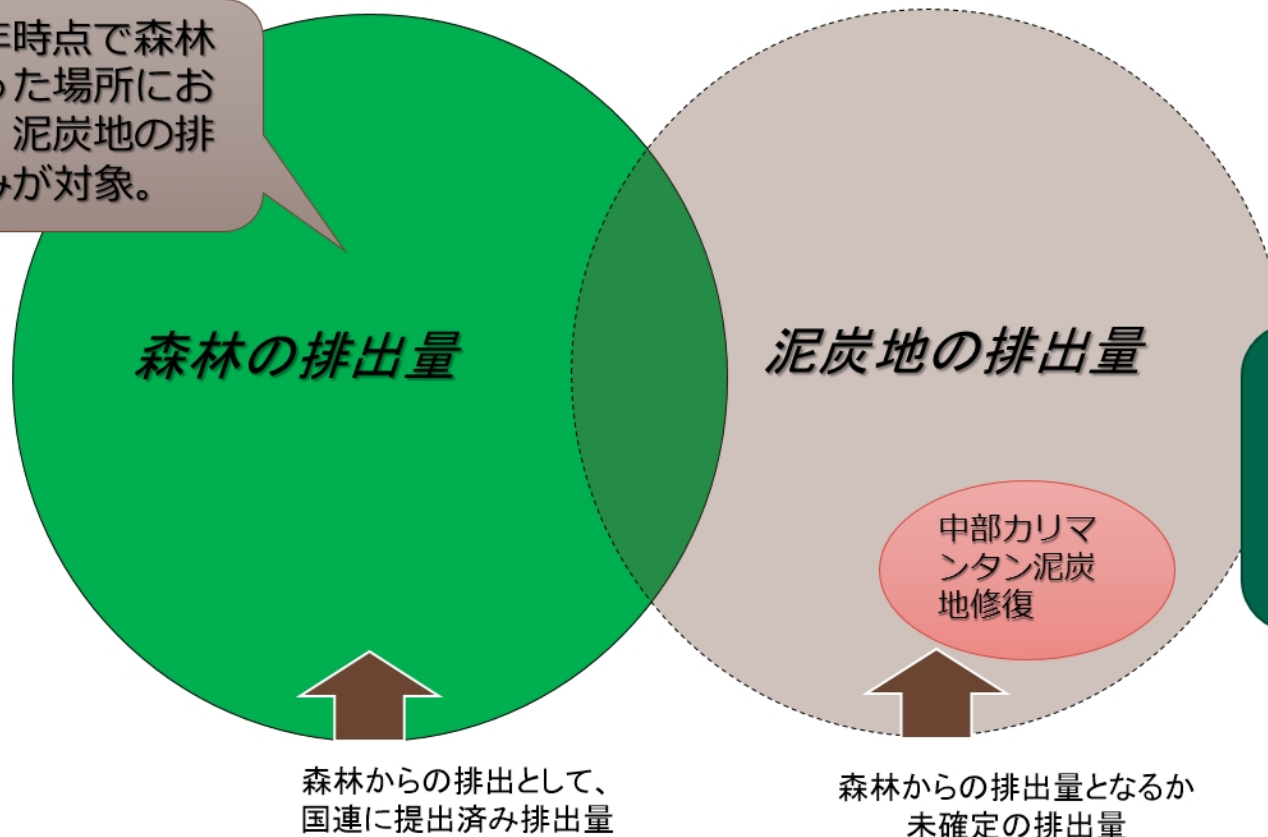 年時点で森林
った場所にお
泥炭地の排
みが対象。
森林の排出量
泥炭地の排出量
中部カリマ
ンタン泥炭
地修復
森林からの排出として、
国連に提出済み排出量
森林からの排出量となるか
未確定の排出量